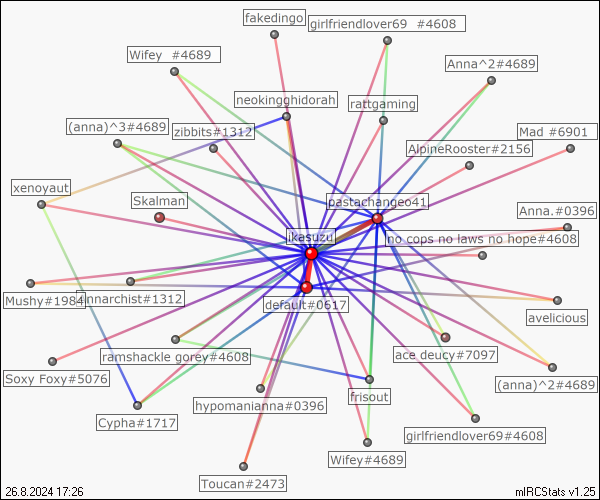 fakedingo
girlfriendlover69 #4608
Wifey #4689
Anna^2#4689
neokingghidorah
rattgaming
(anna)^3#4689
zibbits#1312
Mad #6901
AlpineRooster#2156
xenoyaut
Skalman
pastachangeo41
Anna.#0396
ikasuzu
no cops no laws no hope#4608
Mushy#1984
finnarchist#1312
default#0617
avelicious
ramshackle gorey#4608
ace deucy#7097
Soxy Foxy#5076
(anna)^2#4689
hypomanianna#0396
frisout
Cypha#1717
girlfriendlover69#4608
Wifey#4689
Toucan#2473
26.8.2024 17:26
mIRCStats v1.25